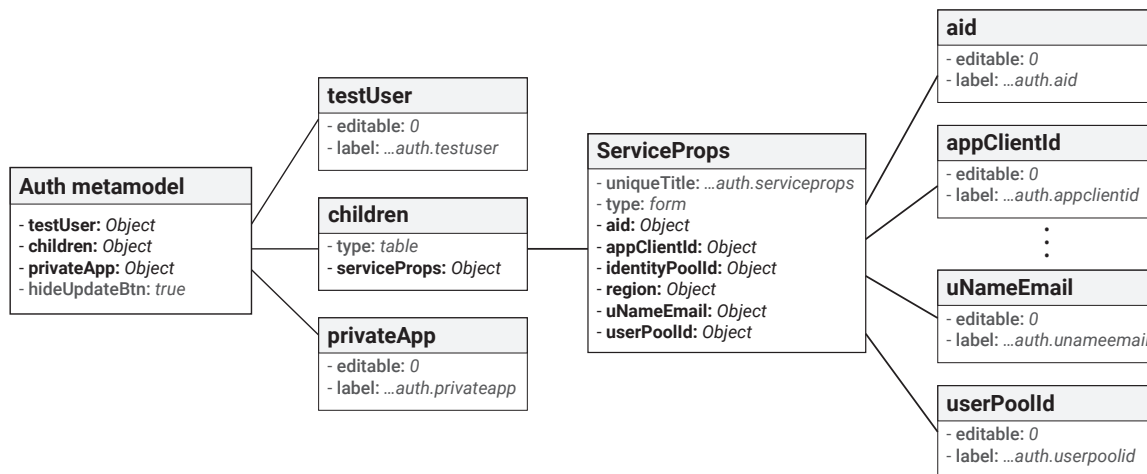 Auth metamodel
- testUser: Object
- children: Object
- privateApp: Object
- hideUpdateBtn: true
testUser
- editable: 0
- label: ...auth.testuser
children
- type: table
- serviceProps: Object
privateApp
- editable: 0
- label: ...auth.privateapp
ServiceProps
- uniqueTitle: ...auth.serviceprops
- type: form
- aid: Object
- appClientId: Object
- identityPoolId: Object
- region: Object
- uNameEmail: Object
- userPoolId: Object
aid
- editable: 0
- label: ...auth.aid
appClientId
- editable: 0
- label: ...auth.appclientid
uNameEmail
- editable: 0
- label: ...auth.unameemail
userPoolId
- editable: 0
- label: ...auth.userpoolid